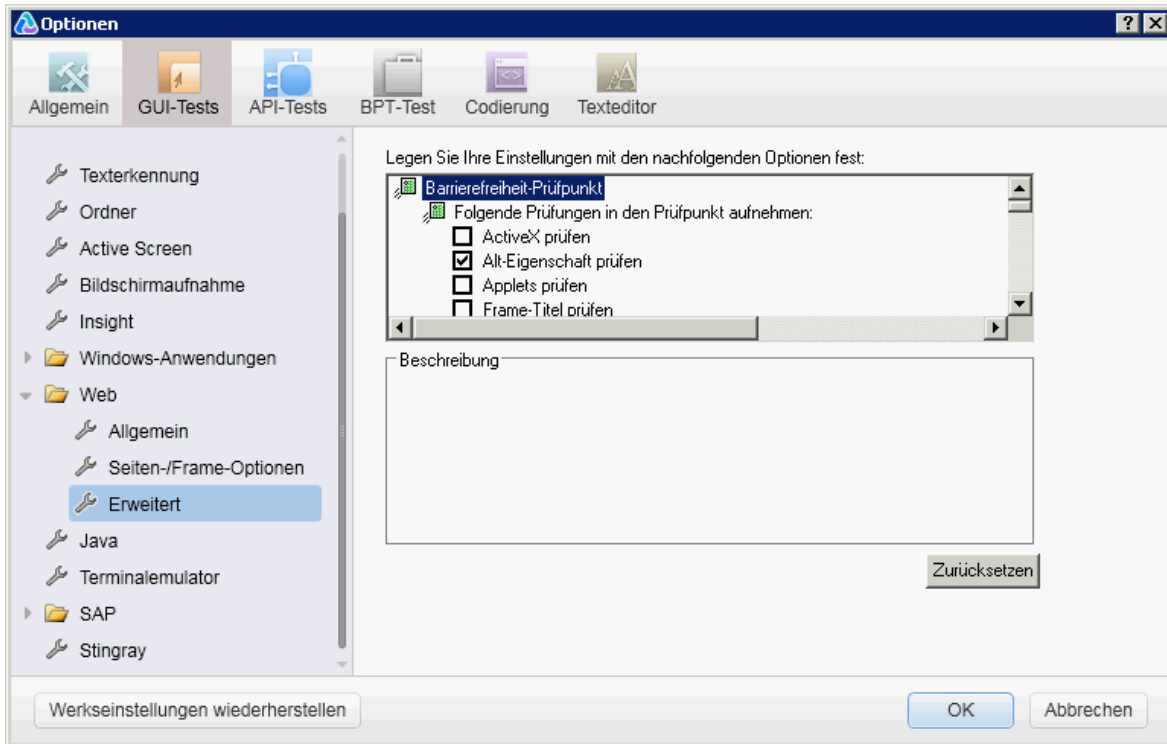 Optionen
Allgemein
GUI-Tests
API-Tests
BPT-Test
Codierung
Texteditor
Texterkennung
Ordner
Active Screen
Bildschirmaufnahme
Insight
Windows-Anwendungen
Web
Allgemein
Seiten-/Frame-Optionen
Erweitert
Java
Terminalemulator
SAP
Stingray
Legen Sie Ihre Einstellungen mit den nachfolgenden Optionen fest:
Barrierefreiheit-Prüfpunkt
Folgende Prüfungen in den Prüfpunkt aufnehmen:
ActiveX prüfen
Alt-Eigenschaft prüfen
Applets prüfen
Frame-Titel prüfen
Beschreibung
Zurücksetzen
Werkseinstellungen wiederherstellen
OK
Abbrechen